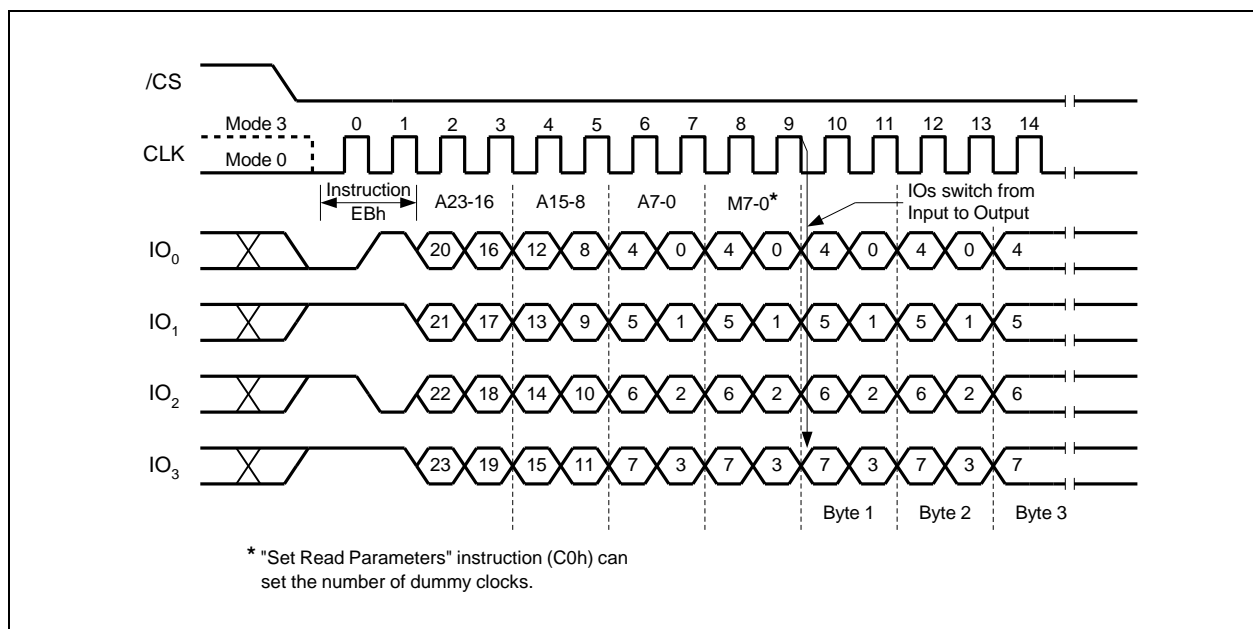 /CS
Mode 3 0 1 2 3 4 5 6 7 8 9 10 11 12 13 14
CLK
Mode 0
Instruction
EBh
A23-16 A15-8 A7-0 M7-0*
IOs switch from
Input to Output
IO0 20 16 12 8 4 0 4 0 4 0 4 0 4
IO1 21 17 13 9 5 1 5 1 5 1 5 1 5
IO2 22 18 14 10 6 2 6 2 6 2 6 2 6
IO3 23 19 15 11 7 3 7 3 7 3 7 3 7
Byte 1 Byte 2 Byte 3
* "Set Read Parameters" instruction (C0h) can
set the number of dummy clocks.